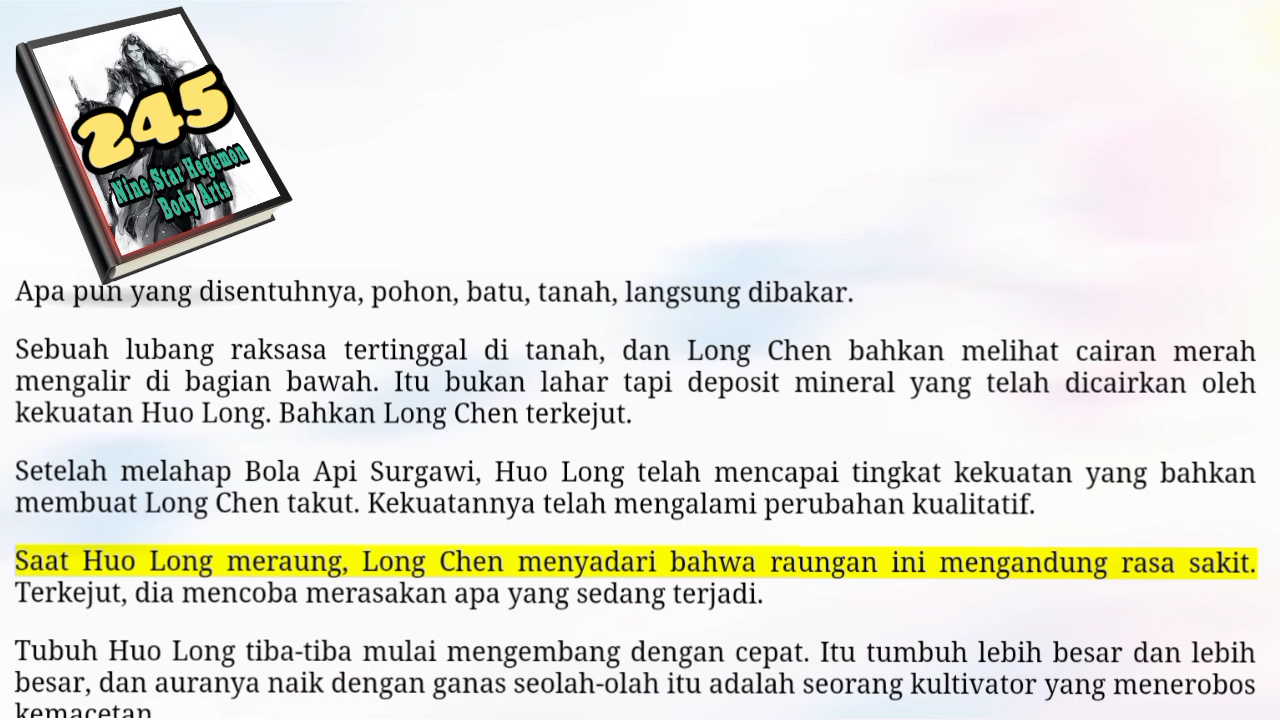 245
Nine Star Hegemon
Body Arts
Apa pun yang disentuhnya, pohon, batu, tanah, langsung dibakar.
Sebuah lubang raksasa tertinggal di tanah, dan Long Chen bahkan melihat cairan merah
mengalir di bagian bawah. Itu bukan lahar tapi deposit mineral yang telah dicairkan oleh
kekuatan Huo Long. Bahkan Long Chen terkejut.
Setelah melahap Bola Api Surgawi, Huo Long telah mencapai tingkat kekuatan yang bahkan
membuat Long Chen takut. Kekuatannya telah mengalami perubahan kualitatif.
Saat Huo Long meraung, Long Chen menyadari bahwa raungan ini mengandung rasa sakit.
Terkejut, dia mencoba merasakan apa yang sedang terjadi.
Tubuh Huo Long tiba-tiba mulai mengembang dengan cepat. Itu tumbuh lebih besar dan lebih
besar, dan auranya naik dengan ganas seolah-olah itu adalah seorang kultivator yang menerobos
kemacetan